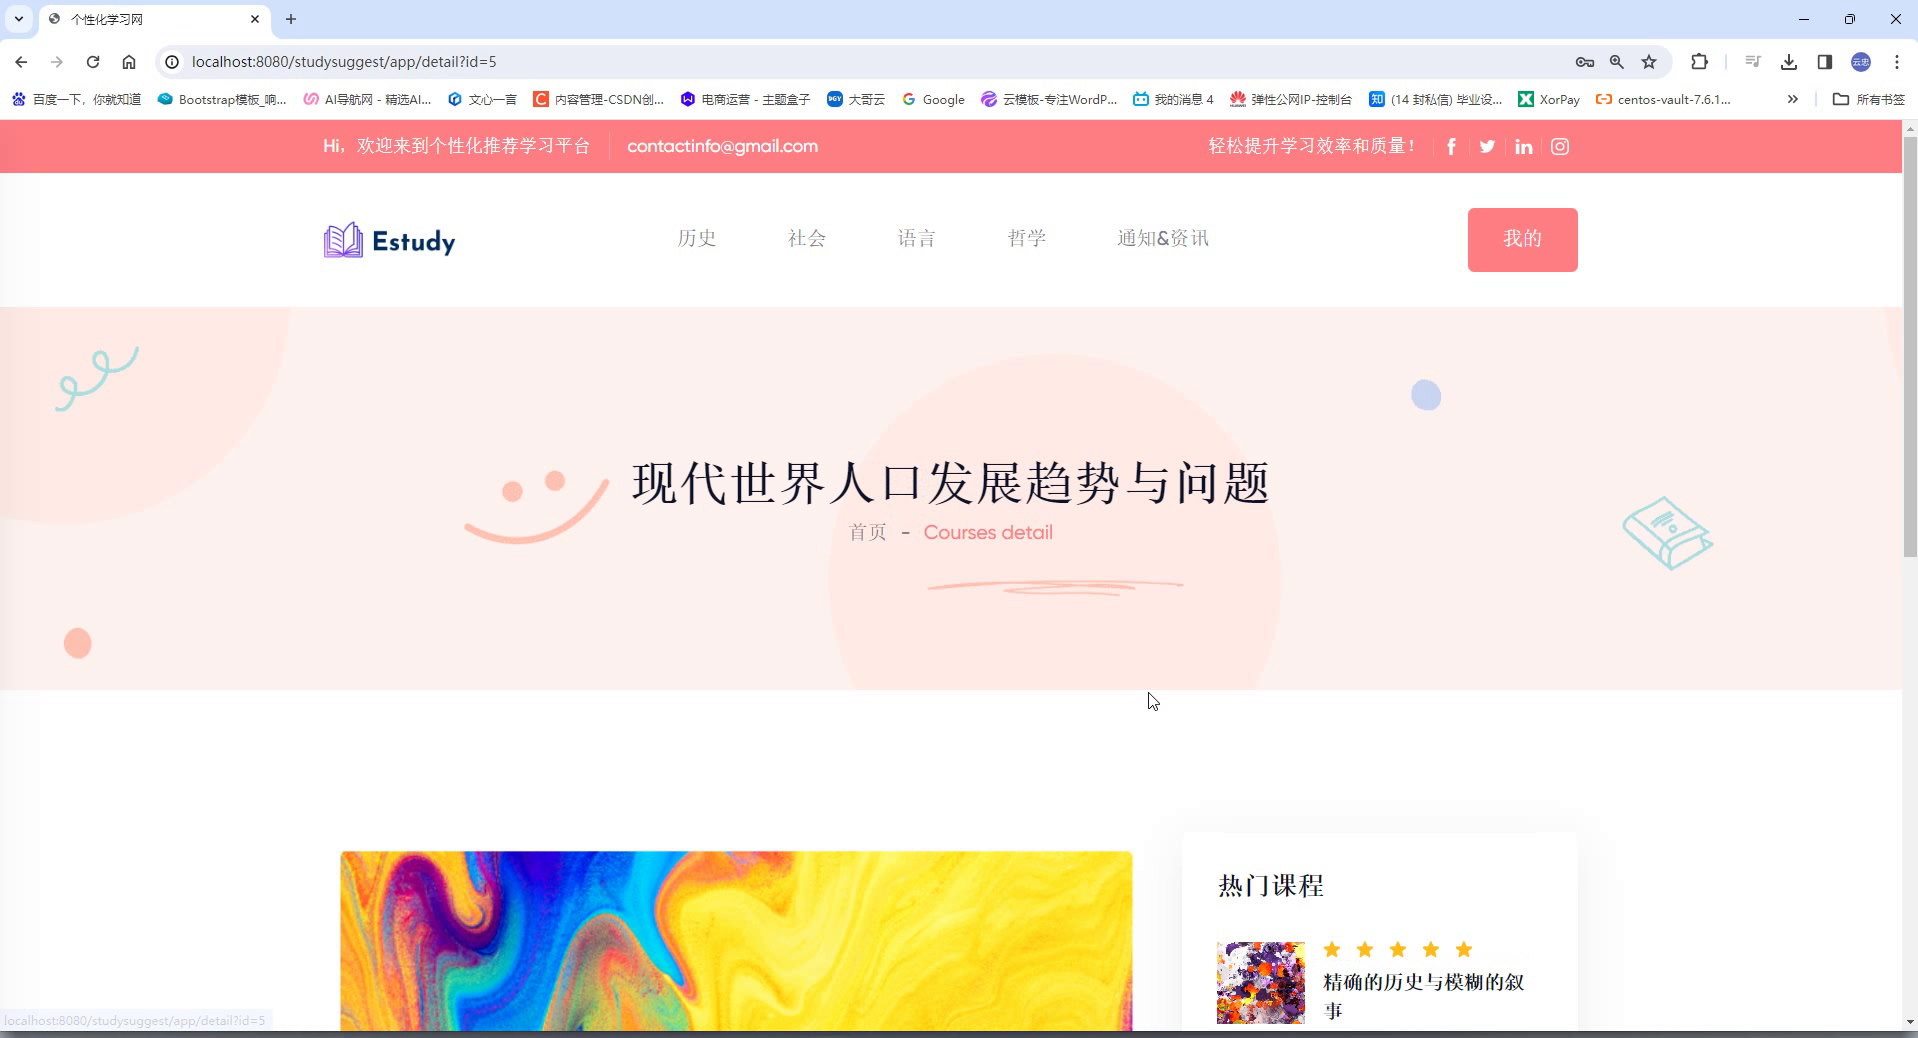 个性化学习网
localhost:8080/studysuggest/app/detail?id=5
云忠
百度一下，你就知道
Bootstrap模板_响...
AI导航网 - 精选AI...
文心一言
内容管理-CSDN创...
电商运营 - 主题盒子
大哥云
Google
云模板-专注WordP...
我的消息 4
弹性公网IP-控制台
(14 封私信) 毕业设...
XorPay
centos-vault-7.6.1...
所有书签
Hi，欢迎来到个性化推荐学习平台
contactinfo@gmail.com
轻松提升学习效率和质量！
Estudy
历史
社会
语言
哲学
通知&资讯
我的
现代世界人口发展趋势与问题
首页 - Courses detail
热门课程
精确的历史与模糊的叙
事
localhost:8080/studysuggest/app/detail?id=5